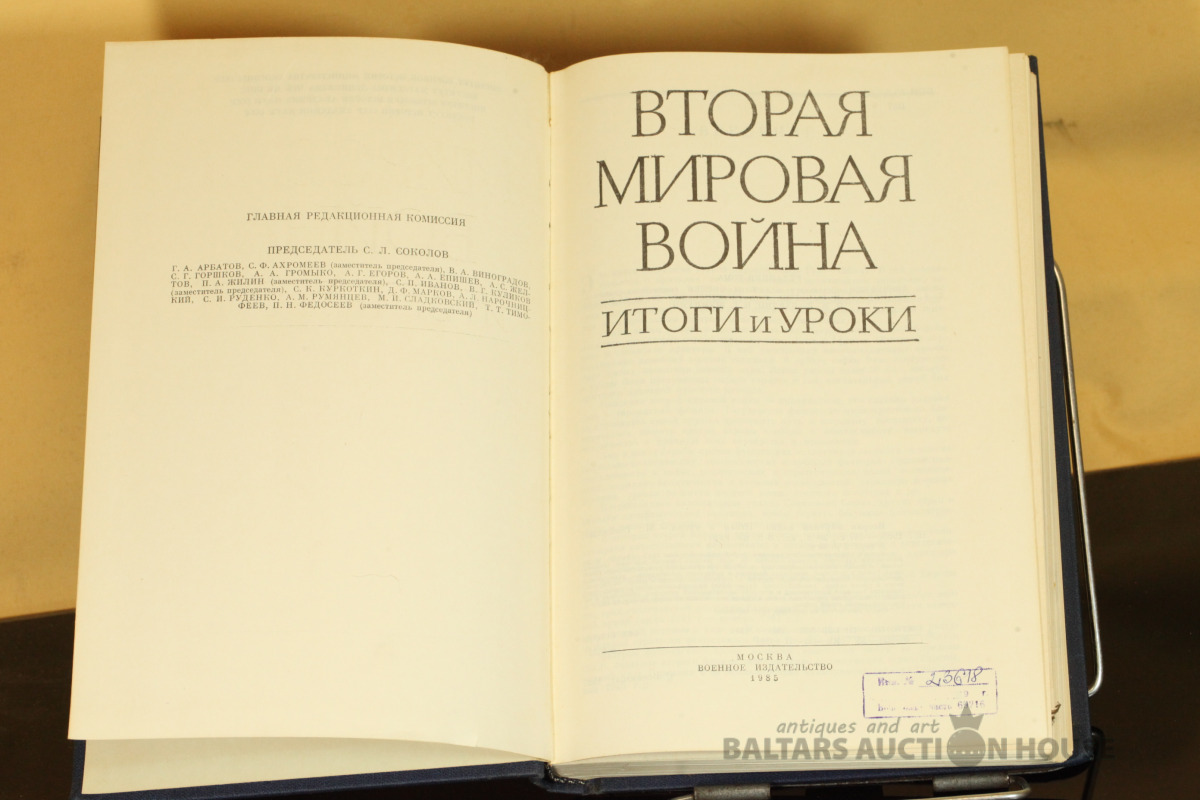 ГЛАВНАЯ РЕДАКЦИОННАЯ КОМИССИЯ
ПРЕДСЕДАТЕЛЬ С. Л. СОКОЛОВ
Г. А. АРБАТОВ, С. Ф. АХРОМЕЕВ (заместитель председателя), В. А. ВИНОГРАДОВ,
С. Г. ГОРШКОВ, А. А. ГРОМЫКО, А. Г. ЕГОРОВ, А. А. ЕПИШЕВ, А. С. ЖЕЛ-
ТОВ, П. А. ЖИЛИН (заместитель председателя), С. П. ИВАНОВ, В. Г. КУЛИКОВ
(заместитель председателя), С. К. КУРКОТКИН, Д. Ф. МАРКОВ, А. Л. НАРОЧНИЦ-
КИЙ, С. И. РУДЕНКО, А. М. РУМЯНЦЕВ, М. И. СЛАДКОВСКИЙ, Т. Т. ТИМО-
ФЕЕВ, П. Н. ФЕДОСЕЕВ (заместитель председателя)
ВТОРАЯ
МИРОВАЯ
ВОЙНА
ИТОГИ и УРОКИ
МОСКВА
ВОЕННОЕ ИЗДАТЕЛЬСТВО
1985
Инв. № 23678
antiques and art
BALTARS AUCTION HOUSE